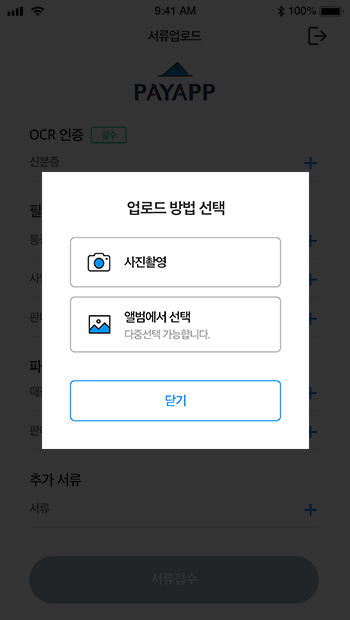 9:41 AM
100%
서류업로드
PAYAPP
OCR 인증 필수
신분증
업로드 방법 선택
사진촬영
앨범에서 선택
다중선택 가능합니다.
닫기
추가 서류
서류
서류접수